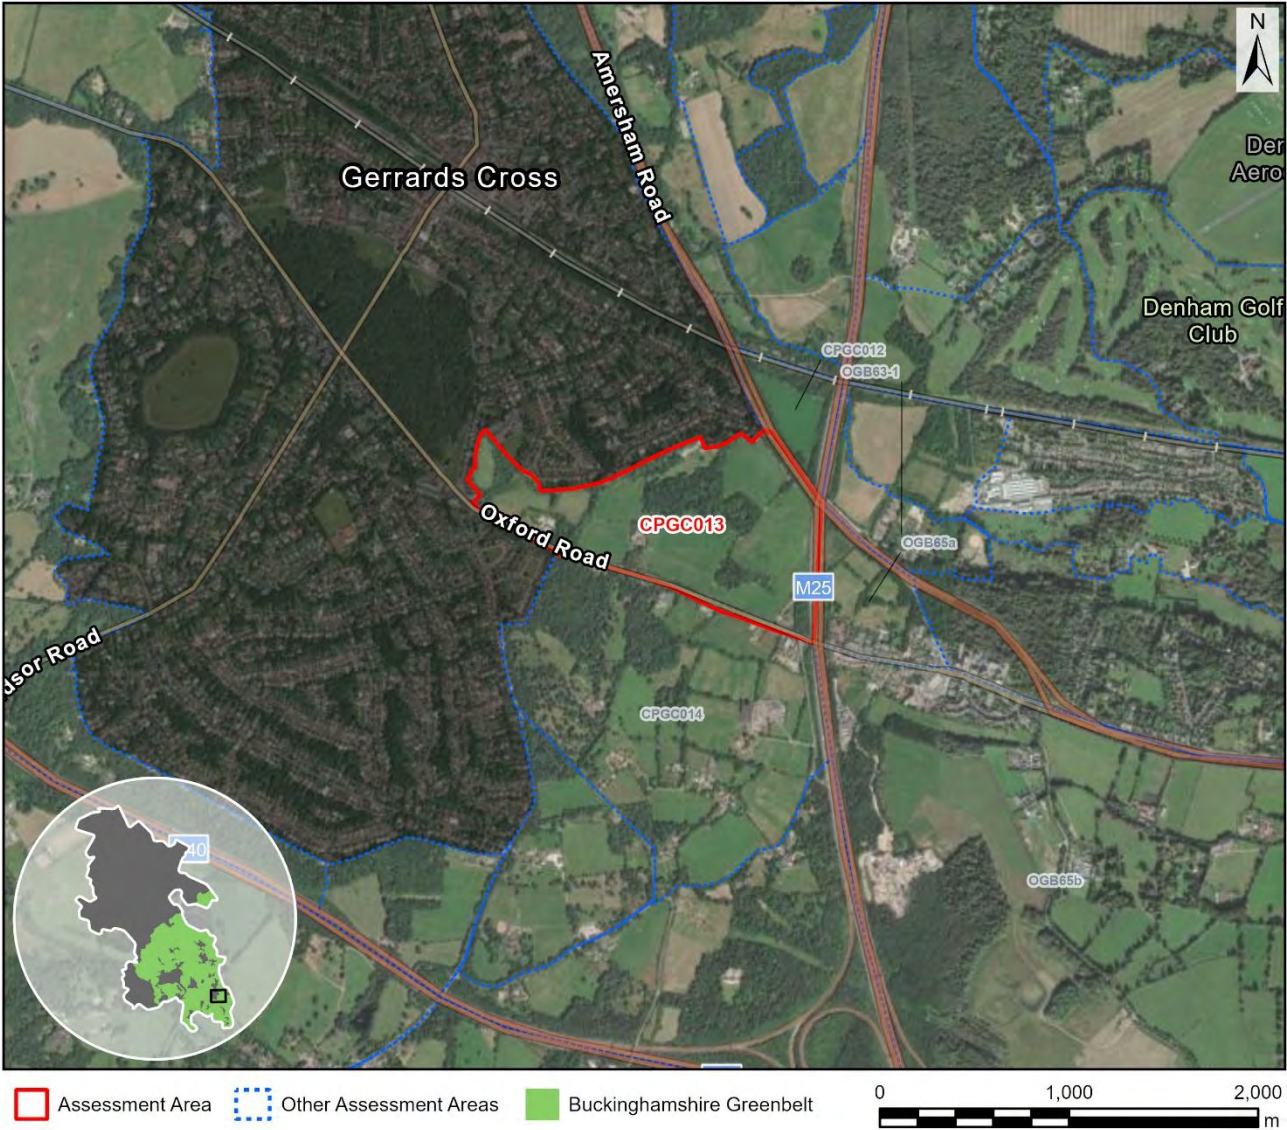 N
Amersham Road
Gerrards Cross
Der
Aero
Denham Golf
Club
CPGC012
OGB63-1
Oxford Road
CPGC013
OGB65a
M25
dsor Road
CPGC014
40
OGB65b
Assessment Area
Other Assessment Areas
Buckinghamshire Greenbelt
0
1,000
2,000
m